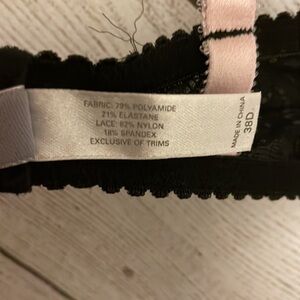 FABRIC: 79% POLYAMIDE
21% ELASTANE
LACE: 82% NYLON
18% SPANDEX
EXCLUSIVE OF TRIMS
MADE IN CHINA
38D